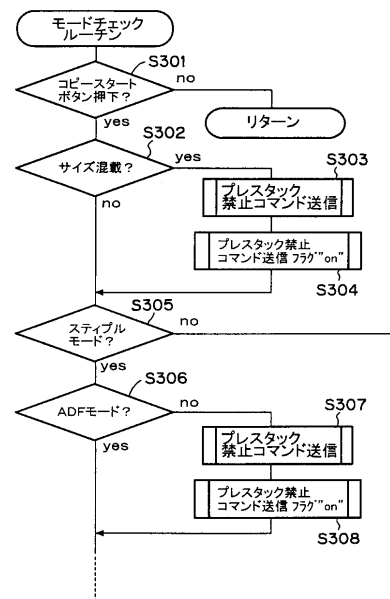 モードチェック
ルーチン
S301
コピースタート
ボタン押下?
no
yes
リターン
S302
サイズ混載?
yes
no
S303
プレスタック
禁止コマンド送信
プレスタック禁止
コマンド送信 フラグ"on"
S304
S305
スティプル
モード?
no
yes
S306
ADFモード?
no
yes
S307
プレスタック
禁止コマンド送信
プレスタック禁止
コマンド送信 フラグ"on"
S308